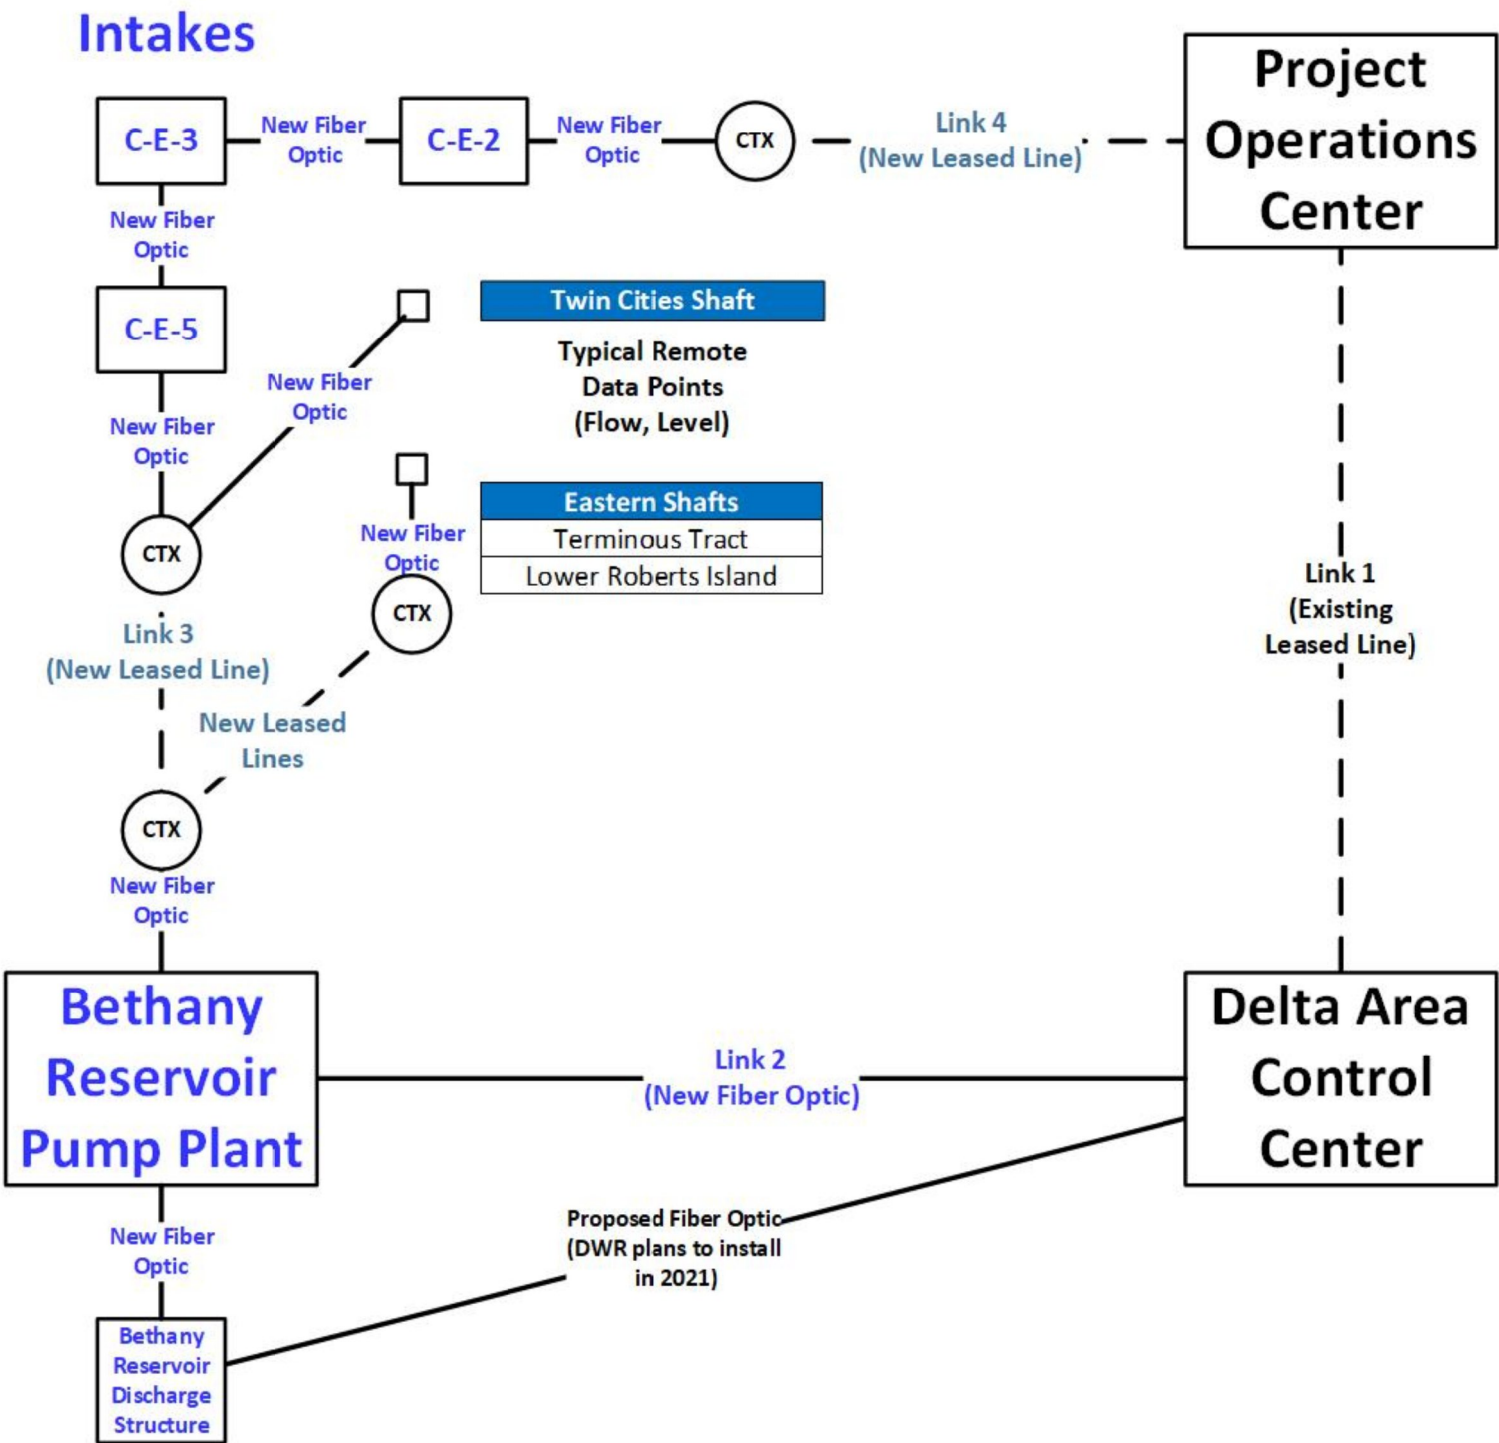 Intakes
Project
Operations
Center
C-E-3
New Fiber
Optic
C-E-2
New Fiber
Optic
CTX
Link 4
(New Leased Line)
New Fiber
Optic
C-E-5
New Fiber
Optic
New Fiber
Optic
Twin Cities Shaft
Typical Remote
Data Points
(Flow, Level)
Eastern Shafts
Terminous Tract
Lower Roberts Island
New Fiber
Optic
CTX
CTX
Link 3
(New Leased Line)
New Leased
Lines
Link 1
(Existing
Leased Line)
CTX
New Fiber
Optic
Bethany
Reservoir
Pump Plant
Link 2
(New Fiber Optic)
Delta Area
Control
Center
Proposed Fiber Optic
(DWR plans to install
in 2021)
New Fiber
Optic
Bethany
Reservoir
Discharge
Structure